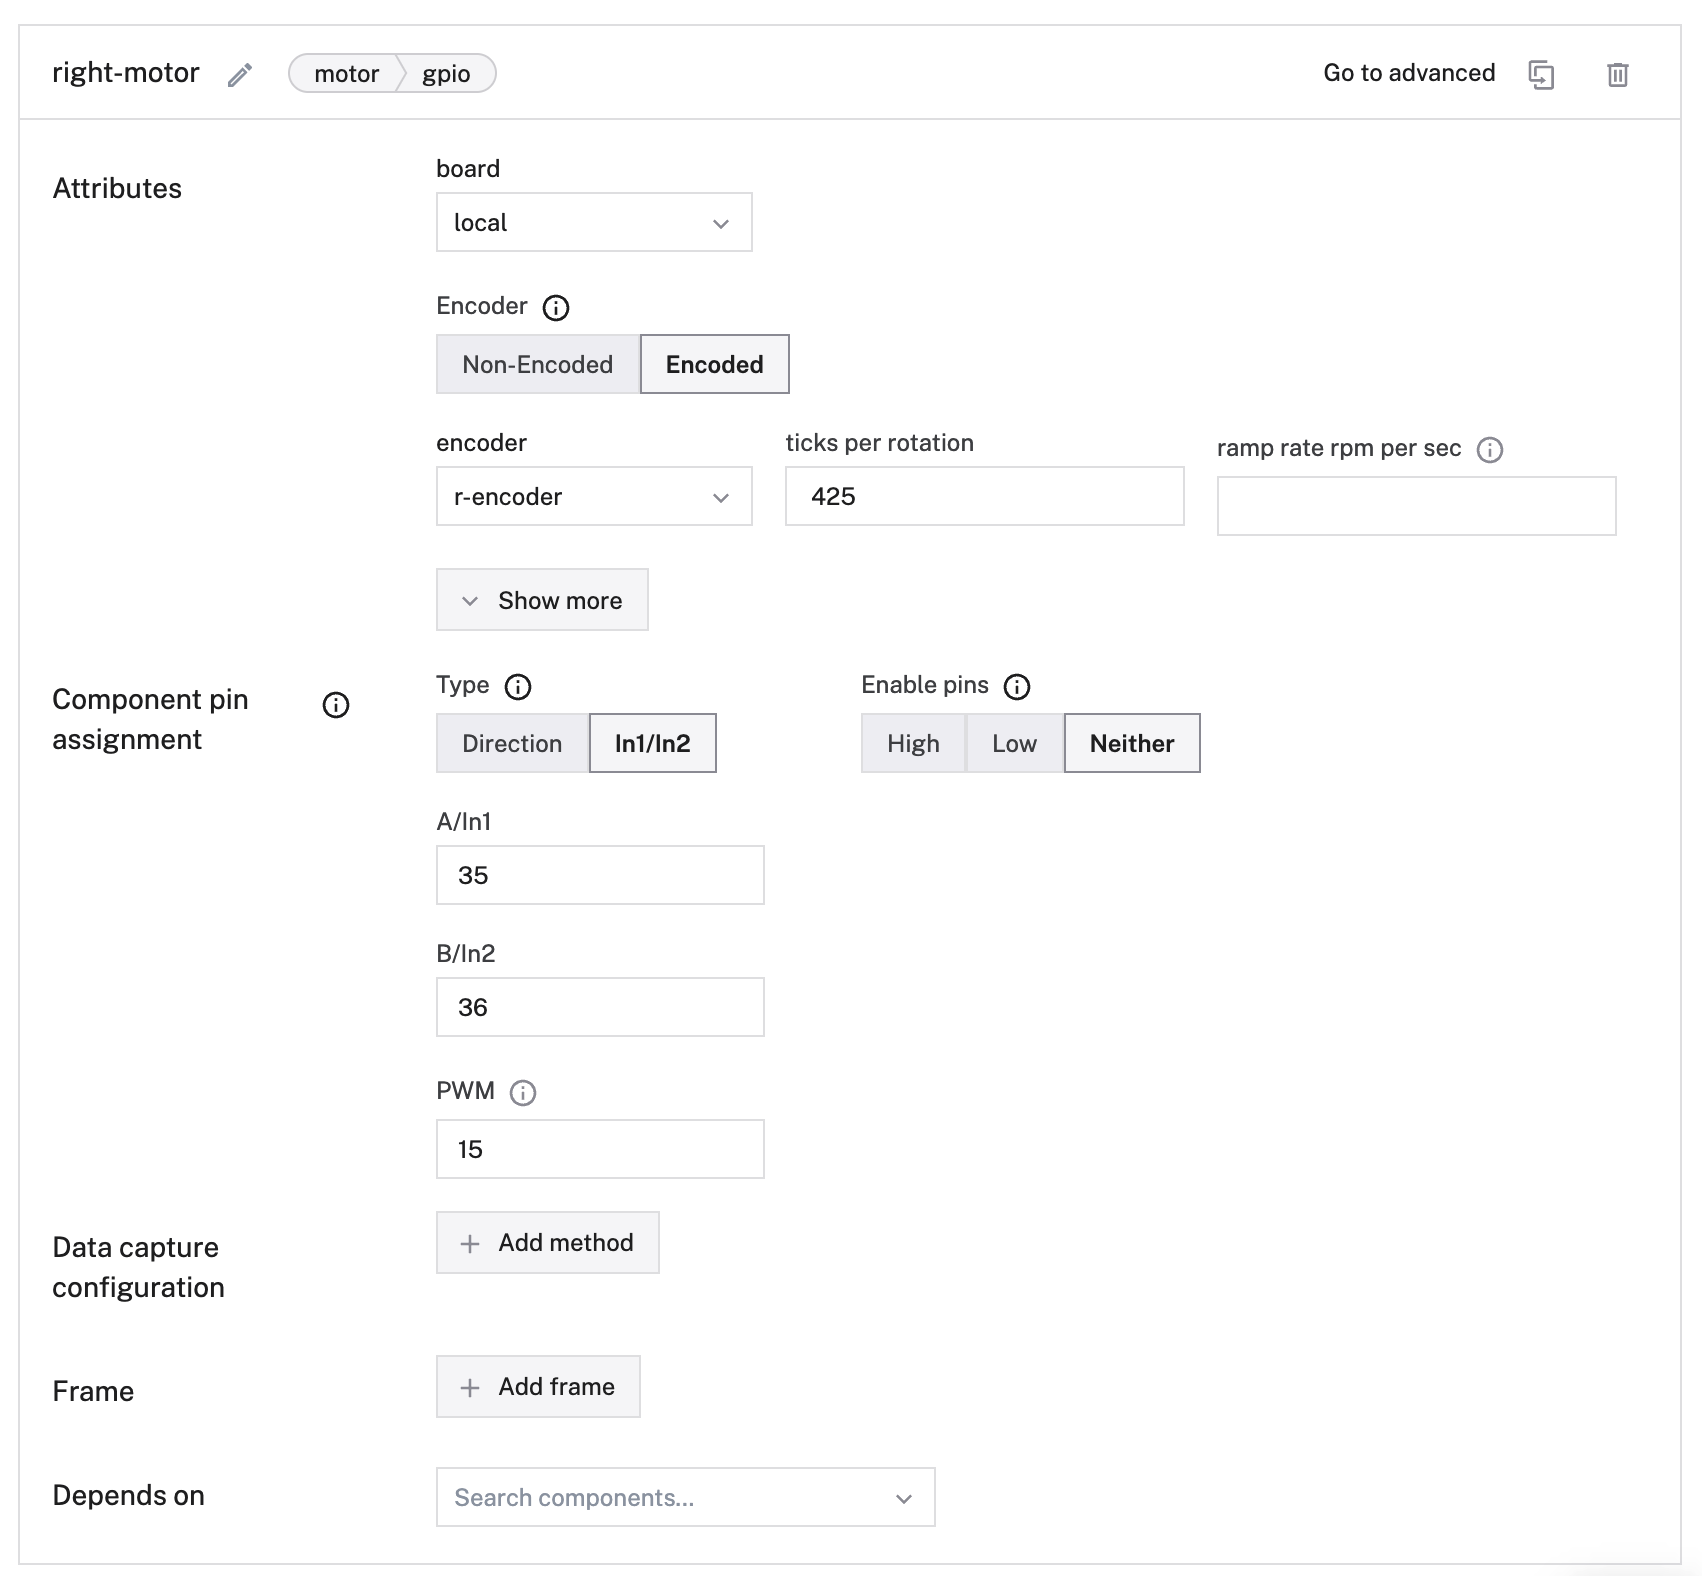 right-motor
motor
gpio
Go to advanced
Attributes
board
local
Encoder
Non-Encoded
Encoded
encoder
ticks per rotation
ramp rate rpm per sec
r-encoder
425
Show more
Component pin
assignment
Type
Enable pins
Direction
In1/In2
High
Low
Neither
A/In1
35
B/In2
36
PWM
15
Data capture
configuration
Add method
Frame
Add frame
Depends on
Search components...